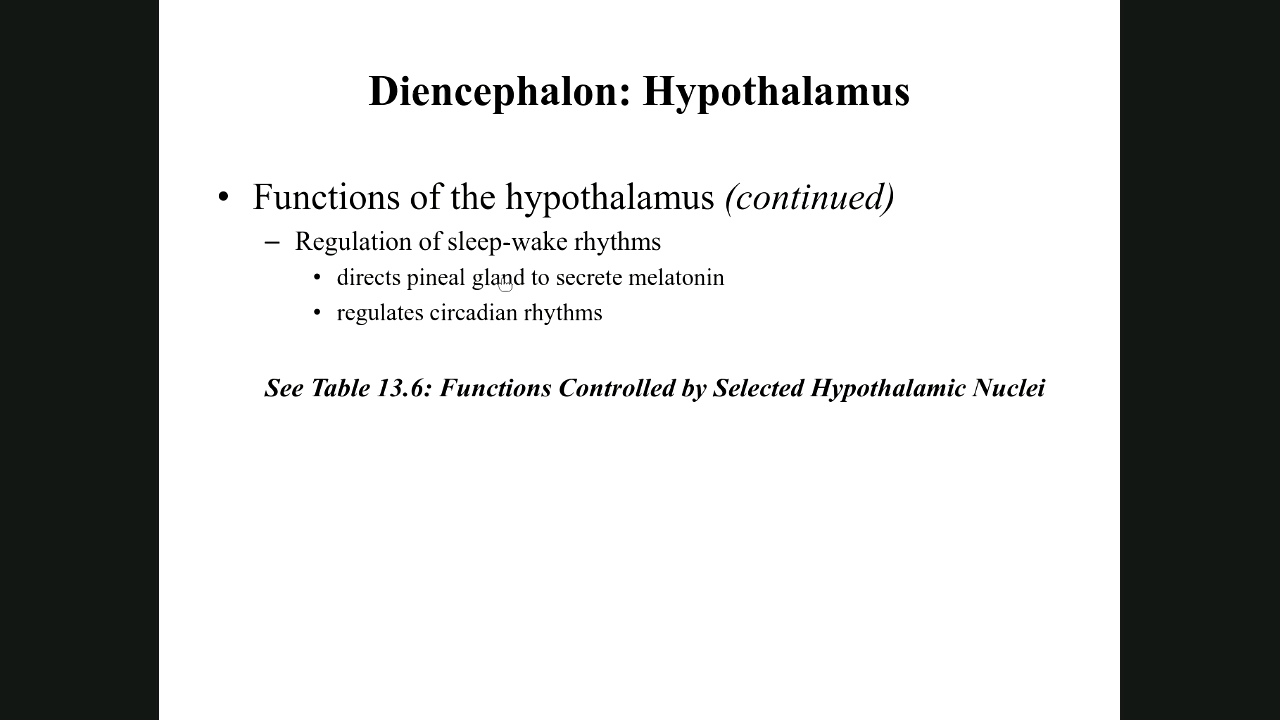 Diencephalon: Hypothalamus
• Functions of the hypothalamus (continued)
– Regulation of sleep-wake rhythms
• directs pineal gland to secrete melatonin
• regulates circadian rhythms
See Table 13.6: Functions Controlled by Selected Hypothalamic Nuclei